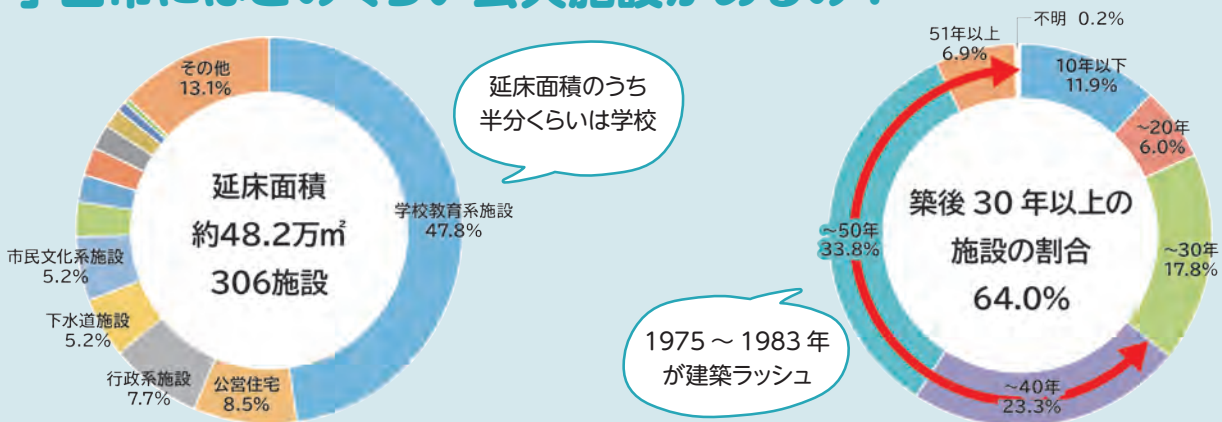 その他
13.1%
延床面積
約48.2万㎡
306施設
学校教育系施設
47.8%
市民文化系施設
5.2%
下水道施設
5.2%
行政系施設
7.7%
公営住宅
8.5%
延床面積のうち
半分くらいは学校
不明 0.2%
51年以上
6.9%
10年以下
11.9%
~20年
6.0%
~30年
17.8%
~40年
23.3%
~50年
33.8%
築後 30 年以上の
施設の割合
64.0%
1975 ~ 1983 年
が建築ラッシュ